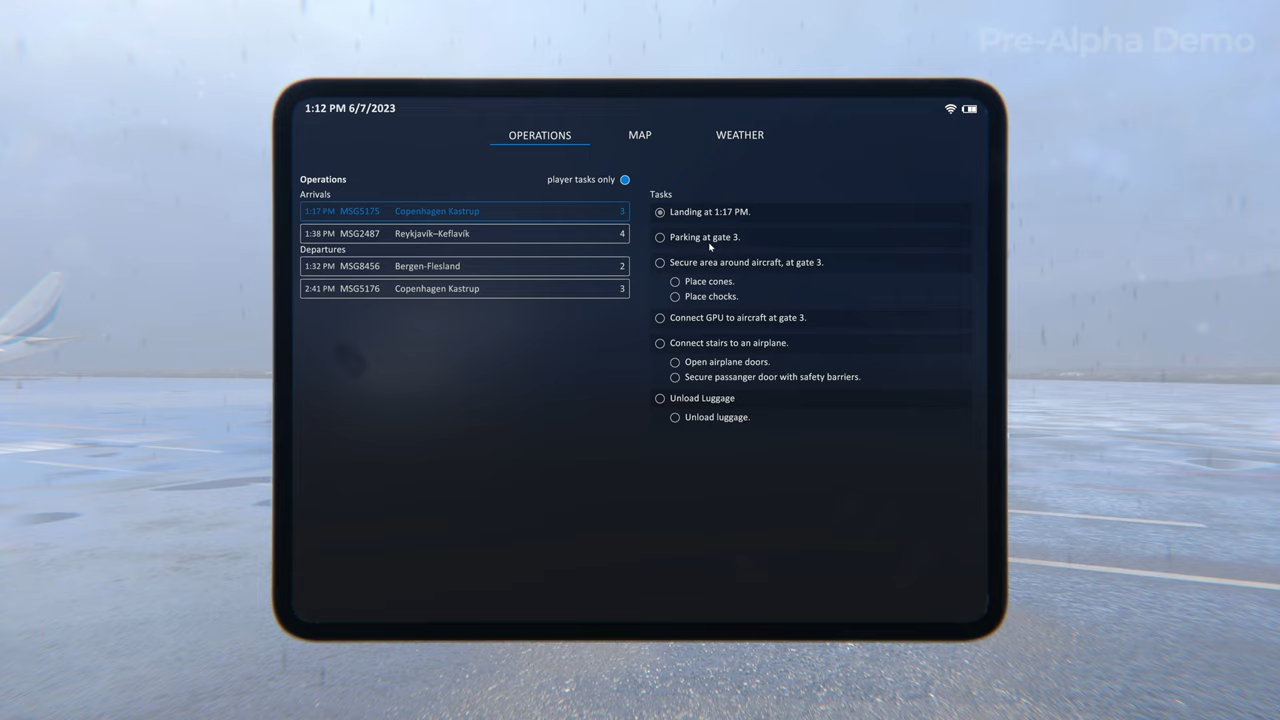 Pre-Alpha Demo
1:12 PM 6/7/2023
OPERATIONS MAP WEATHER
Operations player tasks only
Arrivals
1:17 PM MSG5175 Copenhagen Kastrup 3
1:38 PM MSG2487 Reykjavík–Keflavík 4
Departures
1:32 PM MSG8456 Bergen-Flesland 2
2:41 PM MSG5176 Copenhagen Kastrup 3
Tasks
Landing at 1:17 PM.
Parking at gate 3.
Secure area around aircraft, at gate 3.
Place cones.
Place chocks.
Connect GPU to aircraft at gate 3.
Connect stairs to an airplane.
Open airplane doors.
Secure passanger door with safety barriers.
Unload Luggage
Unload luggage.